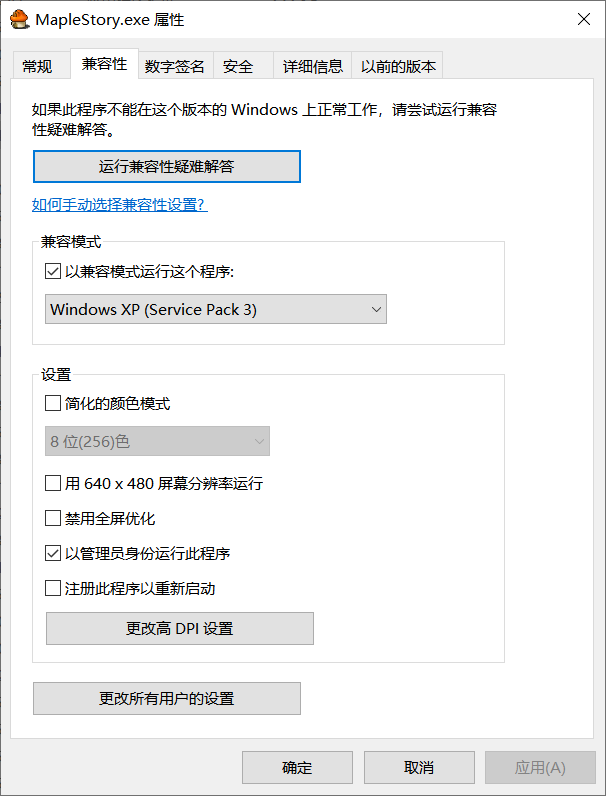 MapleStory.exe 属性
常规 兼容性 数字签名 安全 详细信息 以前的版本
如果此程序不能在这个版本的 Windows 上正常工作，请尝试运行兼容
性疑难解答。
运行兼容性疑难解答
如何手动选择兼容性设置?
兼容模式
以兼容模式运行这个程序:
Windows XP (Service Pack 3)
设置
简化的颜色模式
8 位(256)色
用 640 x 480 屏幕分辨率运行
禁用全屏优化
以管理员身份运行此程序
注册此程序以重新启动
更改高 DPI 设置
更改所有用户的设置
确定 取消 应用(A)